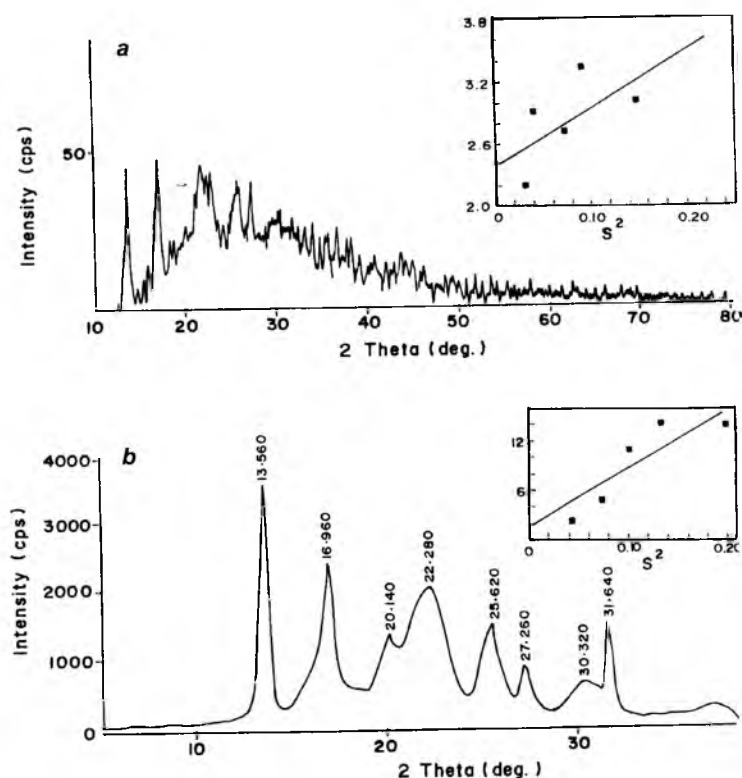 a
Intensity (cps)
50
10 20 30 40 50 60 70 80
2 Theta (deg.)
3.8
3.2
2.6
2.0
0 0.10 0.20
S²
b
Intensity (cps)
4000
3000
2000
1000
0
10 20 30
2 Theta (deg.)
13·560
16·960
20·140
22·280
25·620
27·260
30·320
31·640
12
6
0 0.10 0.20
S²